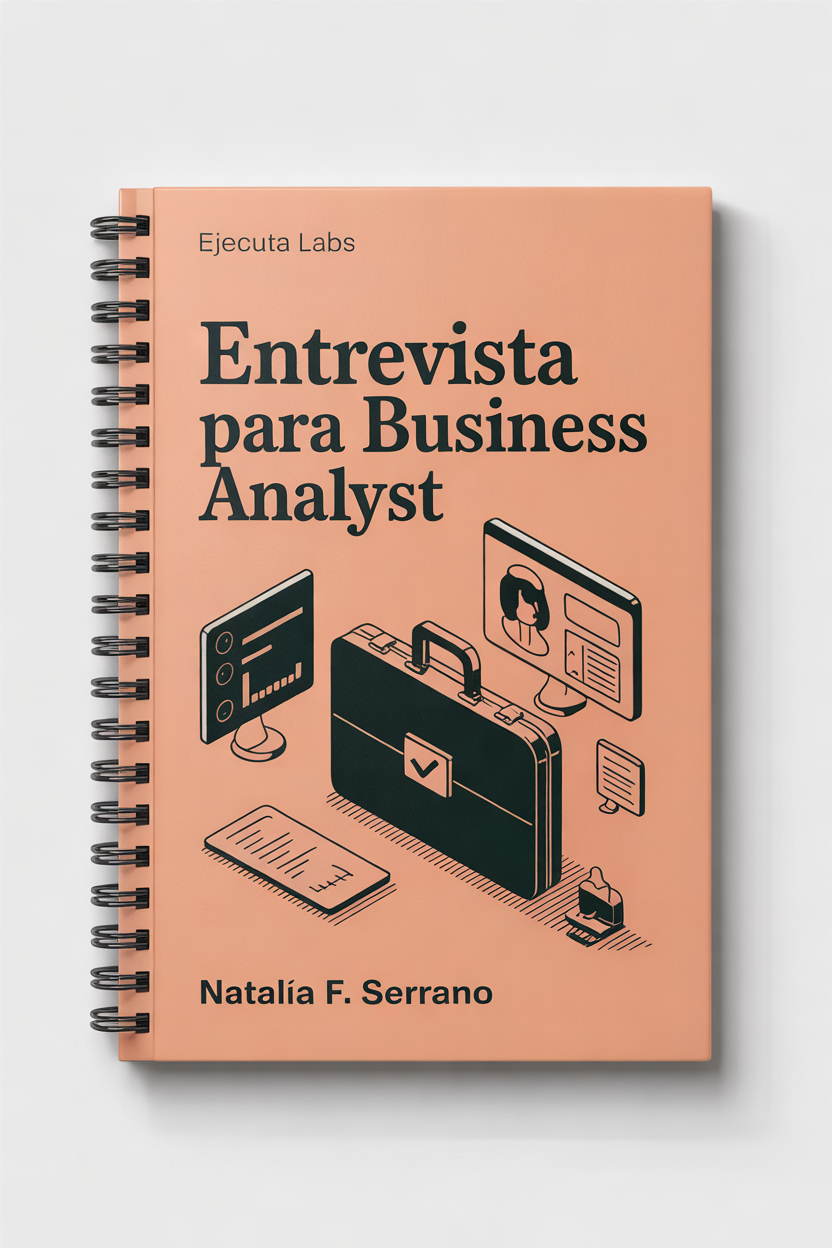 Ejecuta Labs
Entrevista
para Business
Analyst
Natalía F. Serrano